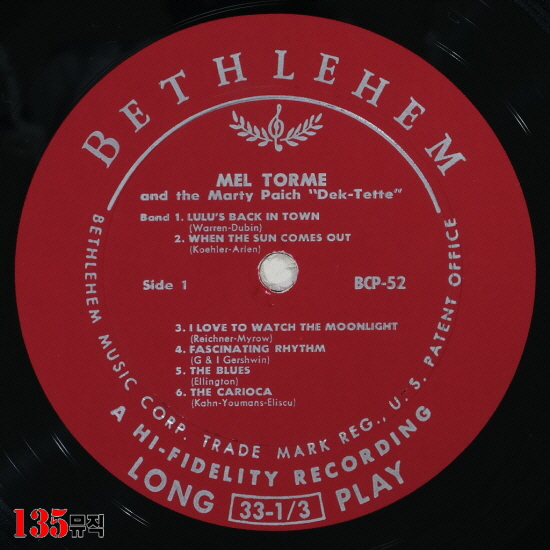 BETHLEHEM
MEL TORME
and the Marty Paich "Dek-Tette"
Band 1. LULU'S BACK IN TOWN
(Warren-Dubin)
2. WHEN THE SUN COMES OUT
(Koehler-Arlen)
Side 1
BCP-52
3. I LOVE TO WATCH THE MOONLIGHT
(Reichner-Myrow)
4. FASCINATING RHYTHM
(G & I Gershwin)
5. THE BLUES
(Ellington)
6. THE CARIOCA
(Kahn-Youmans-Eliscu)
BETHLEHEM MUSIC CORP. TRADE MARK REG., U. S. PATENT OFFICE
A HI-FIDELITY RECORDING
LONG 33-1/3 PLAY
135뮤직